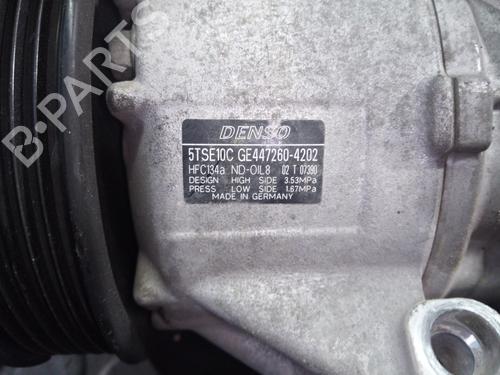 B-PARTS
DENSO
5TSE10C GE447260-4202
HFC134a ND-OIL8 02 T 07390
DESIGN HIGH SIDE 3.53MPa
PRESS LOW SIDE 1.67MPa
MADE IN GERMANY